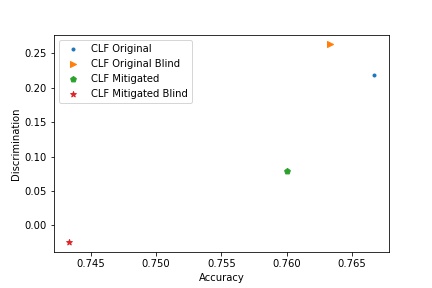 CLF Original
CLF Original Blind
CLF Mitigated
CLF Mitigated Blind
0.25
0.20
0.15
0.10
0.05
0.00
Discrimination
0.745 0.750 0.755 0.760 0.765
Accuracy